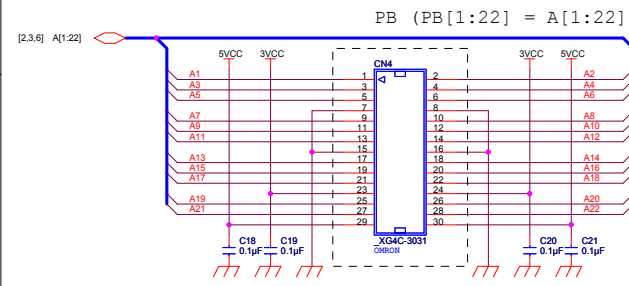 PB (PB[1:22] = A[1:22]
[2,3,6] A[1:22]
5VCC 3VCC 3VCC 5VCC
CN4
A1 1 2 A2
A3 3 4 A4
A5 5 6 A6
7 8
A7 9 10 A8
A9 11 12 A10
A11 13 14 A12
15 16
A13 17 18 A14
A15 19 20 A16
A17 21 22 A18
23 24
A19 25 26 A20
A21 27 28 A22
29 30
C18 C19 _XG4C-3031 C20 C21
0.1µF 0.1µF OMRON 0.1µF 0.1µF